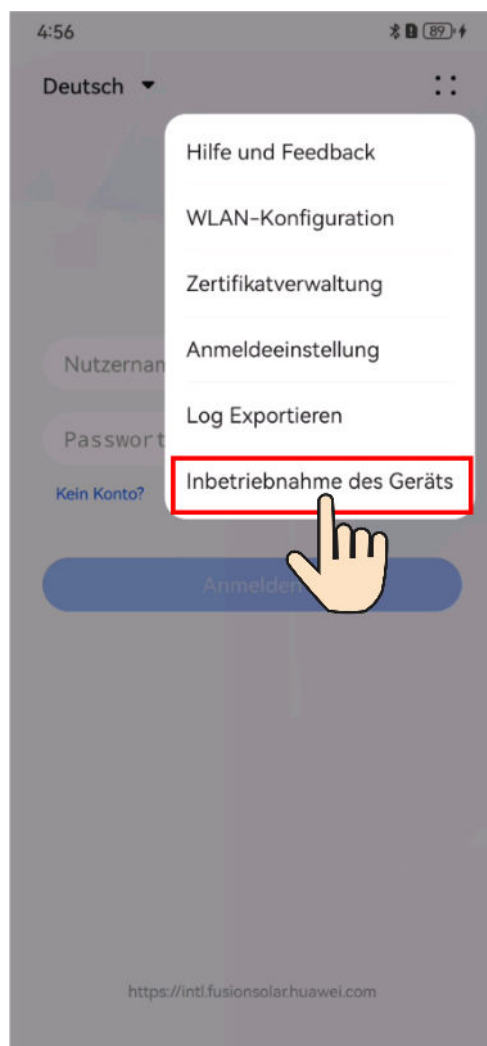 4:56
89
Deutsch
Hilfe und Feedback
WLAN-Konfiguration
Zertifikatverwaltung
Nutzernan
Anmeldeeinstellung
Passwort
Log Exportieren
Kein Konto?
Inbetriebnahme des Geräts
Anmelden
https://intl.fusionsolar.huawei.com